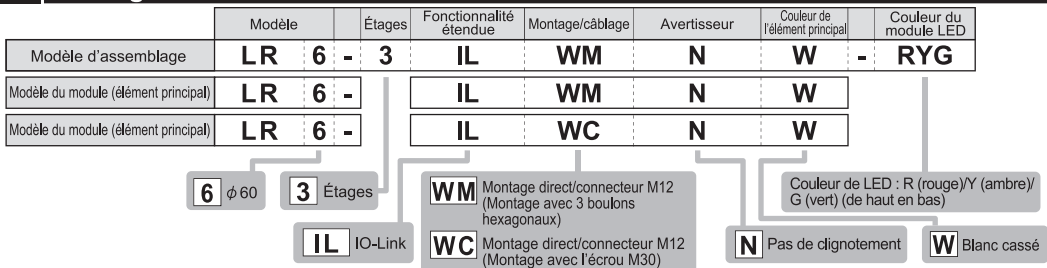 Modèle Étages Fonctionnalité étendue Montage/câblage Avertisseur Couleur de l'élément principal Couleur du module LED
Modèle d'assemblage LR 6 - 3 IL WM N W - RYG
Modèle du module (élément principal) LR 6 - IL WM N W
Modèle du module (élément principal) LR 6 - IL WC N W
6 ϕ60
3 Étages
IL IO-Link
WM Montage direct/connecteur M12
(Montage avec 3 boulons
hexagonaux)
WC Montage direct/connecteur M12
(Montage avec l'écrou M30)
N Pas de clignotement
Couleur de LED : R (rouge)/Y (ambre)/
G (vert) (de haut en bas)
W Blanc cassé